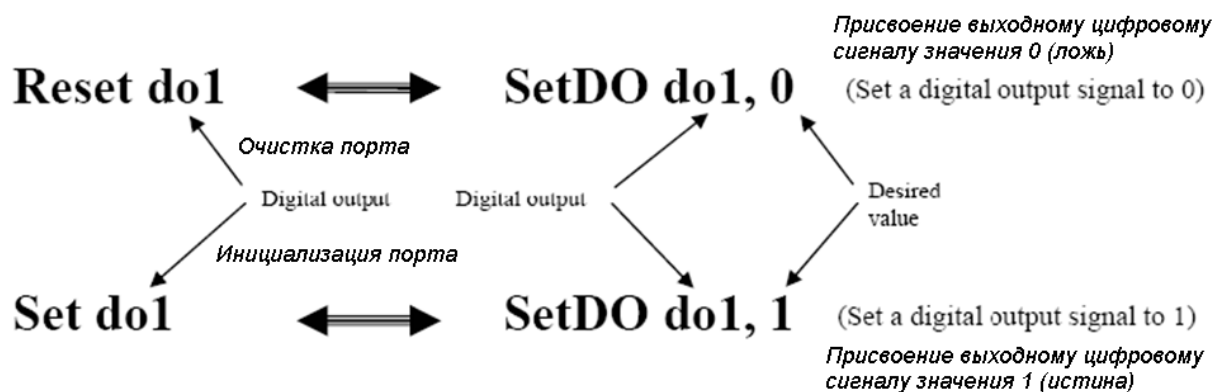 Присвоение выходному цифровому
сигналу значения 0 (ложь)
Reset do1
SetDO do1, 0
(Set a digital output signal to 0)
Очистка порта
Digital output
Digital output
Desired
value
Инициализация порта
Set do1
SetDO do1, 1
(Set a digital output signal to 1)
Присвоение выходному цифровому
сигналу значения 1 (истина)